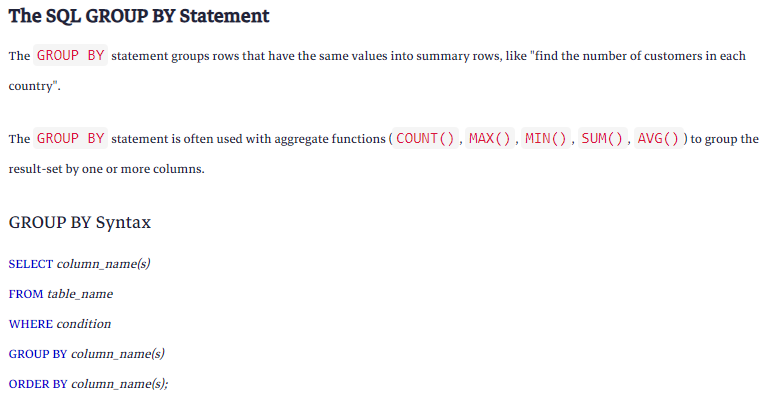 The SQL GROUP BY Statement
The GROUP BY statement groups rows that have the same values into summary rows, like "find the number of customers in each
country".
The GROUP BY statement is often used with aggregate functions ( COUNT() , MAX() , MIN() , SUM() , AVG() ) to group the
result-set by one or more columns.
GROUP BY Syntax
SELECT column_name(s)
FROM table_name
WHERE condition
GROUP BY column_name(s)
ORDER BY column_name(s);